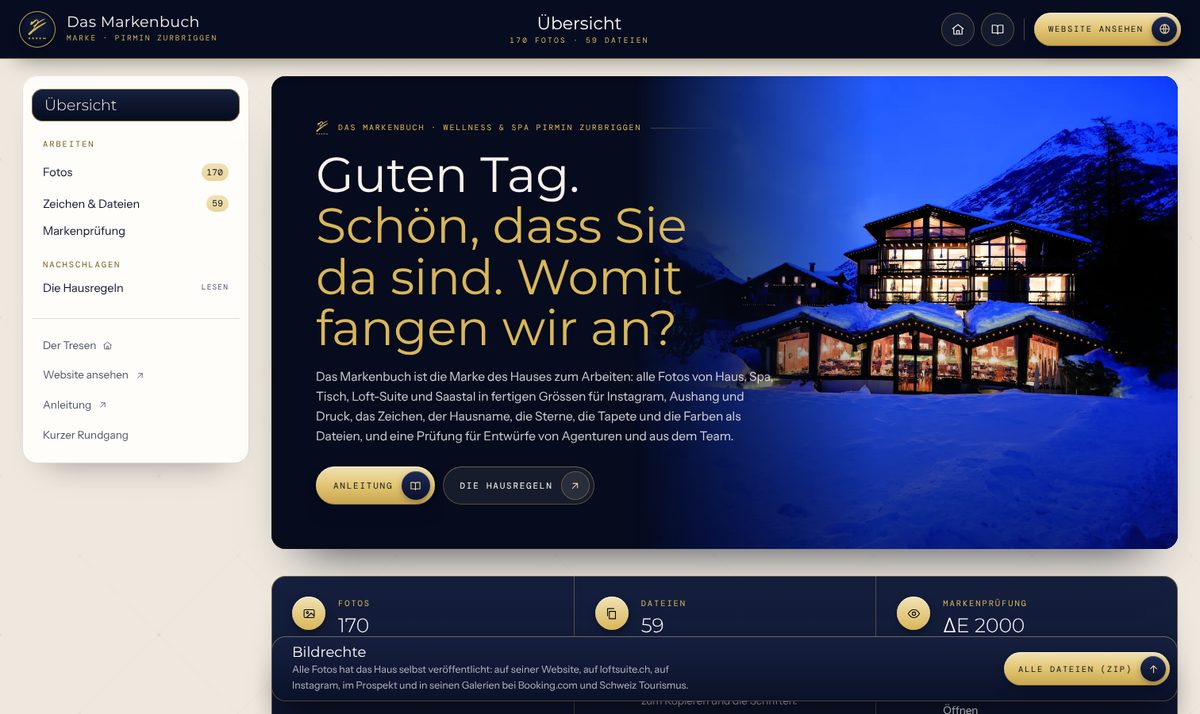 Das Markenbuch
MARKE · PIRMIN ZURBRIGGEN
Übersicht
170 FOTOS · 59 DATEIEN
WEBSITE ANSEHEN
Übersicht
ARBEITEN
Fotos 170
Zeichen & Dateien 59
Markenprüfung
NACHSCHLAGEN
Die Hausregeln LESEN
Der Tresen
Website ansehen
Anleitung
Kurzer Rundgang
DAS MARKENBUCH · WELLNESS & SPA PIRMIN ZURBRIGGEN
Guten Tag.
Schön, dass Sie
da sind. Womit
fangen wir an?
Das Markenbuch ist die Marke des Hauses zum Arbeiten: alle Fotos von Haus, Spa,
Tisch, Loft-Suite und Saastal in fertigen Grössen für Instagram, Aushang und
Druck, das Zeichen, der Hausname, die Sterne, die Tapete und die Farben als
Dateien, und eine Prüfung für Entwürfe von Agenturen und aus dem Team.
ANLEITUNG
DIE HAUSREGELN
FOTOS
170
DATEIEN
59
MARKENPRÜFUNG
ΔE 2000
Bildrechte
Alle Fotos hat das Haus selbst veröffentlicht: auf seiner Website, auf loftsuite.ch, auf
Instagram, im Prospekt und in seinen Galerien bei Booking.com und Schweiz Tourismus.
ALLE DATEIEN (ZIP)
zum Kopieren und die Schriften.
Öffnen